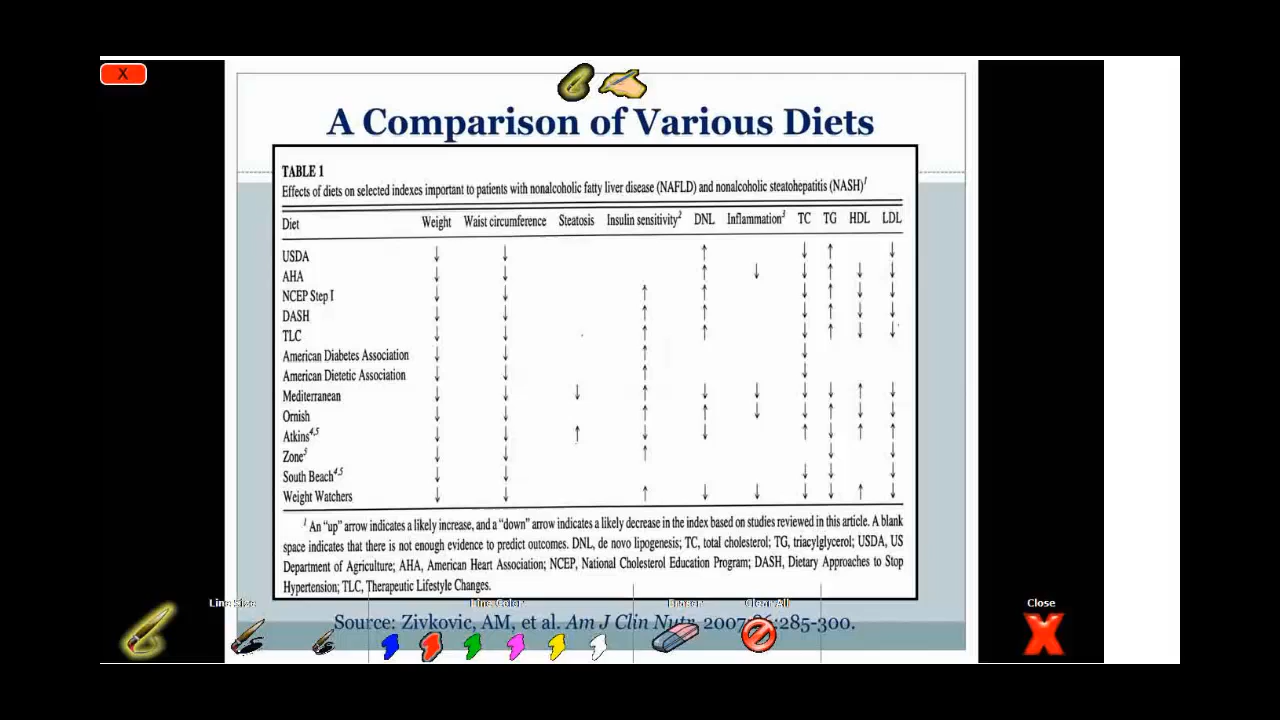 X
A Comparison of Various Diets
TABLE 1
Effects of diets on selected indexes important to patients with nonalcoholic fatty liver disease (NAFLD) and nonalcoholic steatohepatitis (NASH)1
Diet Weight Waist circumference Steatosis Insulin sensitivity2 DNL Inflammation3 TC TG HDL LDL
USDA ↓ ↓ ↑ ↓ ↑ ↓
AHA ↓ ↓ ↑ ↓ ↓ ↑ ↓ ↓
NCEP Step I ↓ ↓ ↑ ↑ ↓ ↑ ↓ ↓
DASH ↓ ↓ ↑ ↑ ↓ ↑ ↓ ↓
TLC ↓ ↓ ↑ ↑ ↓ ↑ ↓ ↓
American Diabetes Association ↓ ↓ ↑ ↓
American Dietetic Association ↓ ↓ ↑ ↓
Mediterranean ↓ ↓ ↓ ↑ ↓ ↓ ↓ ↓ ↑ ↓
Ornish ↓ ↓ ↑ ↑ ↓ ↓ ↑ ↓ ↓
Atkins4,5 ↓ ↓ ↑ ↓ ↓ ↑ ↓ ↑ ↑
Zone5 ↓ ↓ ↑ ↓ ↓
South Beach4,5 ↓ ↓ ↓ ↓ ↓
Weight Watchers ↓ ↓ ↑ ↓ ↓ ↓ ↓ ↑ ↓
1 An "up" arrow indicates a likely increase, and a "down" arrow indicates a likely decrease in the index based on studies reviewed in this article. A blank
space indicates that there is not enough evidence to predict outcomes. DNL, de novo lipogenesis; TC, total cholesterol; TG, triacylglycerol; USDA, US
Department of Agriculture; AHA, American Heart Association; NCEP, National Cholesterol Education Program; DASH, Dietary Approaches to Stop
Hypertension; TLC, Therapeutic Lifestyle Changes.
Line Size Line Color Eraser Clear All Close
Source: Zivkovic, AM, et al. Am J Clin Nutr. 2007;86:285-300.